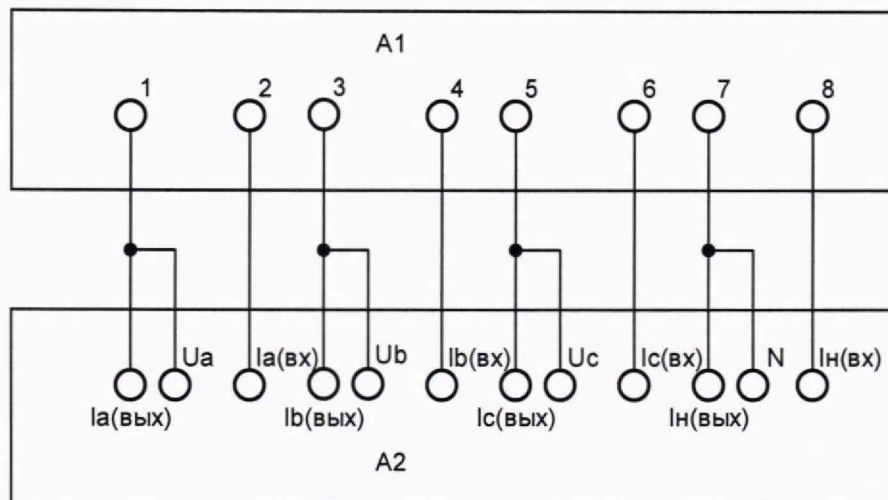 A1
1 2 3 4 5 6 7 8
Ua Ia(вх) Ub Ib(вх) Uc Ic(вх) N Iн(вх)
Ia(вых) Ib(вых) Ic(вых) Iн(вых)
A2